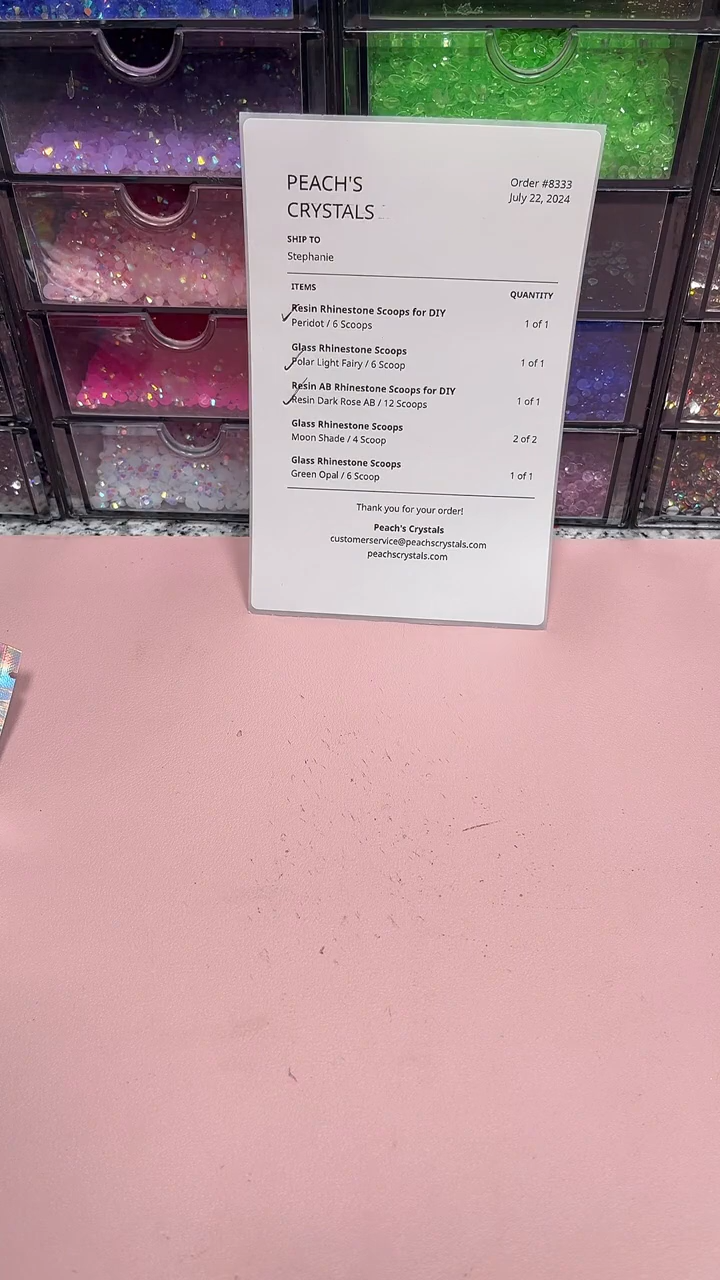 PEACH'S
CRYSTALS
Order #8333
July 22, 2024
SHIP TO
Stephanie
ITEMS
QUANTITY
Resin Rhinestone Scoops for DIY
Peridot / 6 Scoops
1 of 1
Glass Rhinestone Scoops
Polar Light Fairy / 6 Scoop
1 of 1
Resin AB Rhinestone Scoops for DIY
Resin Dark Rose AB / 12 Scoops
1 of 1
Glass Rhinestone Scoops
Moon Shade / 4 Scoop
2 of 2
Glass Rhinestone Scoops
Green Opal / 6 Scoop
1 of 1
Thank you for your order!
Peach's Crystals
customerservice@peachscrystals.com
peachscrystals.com